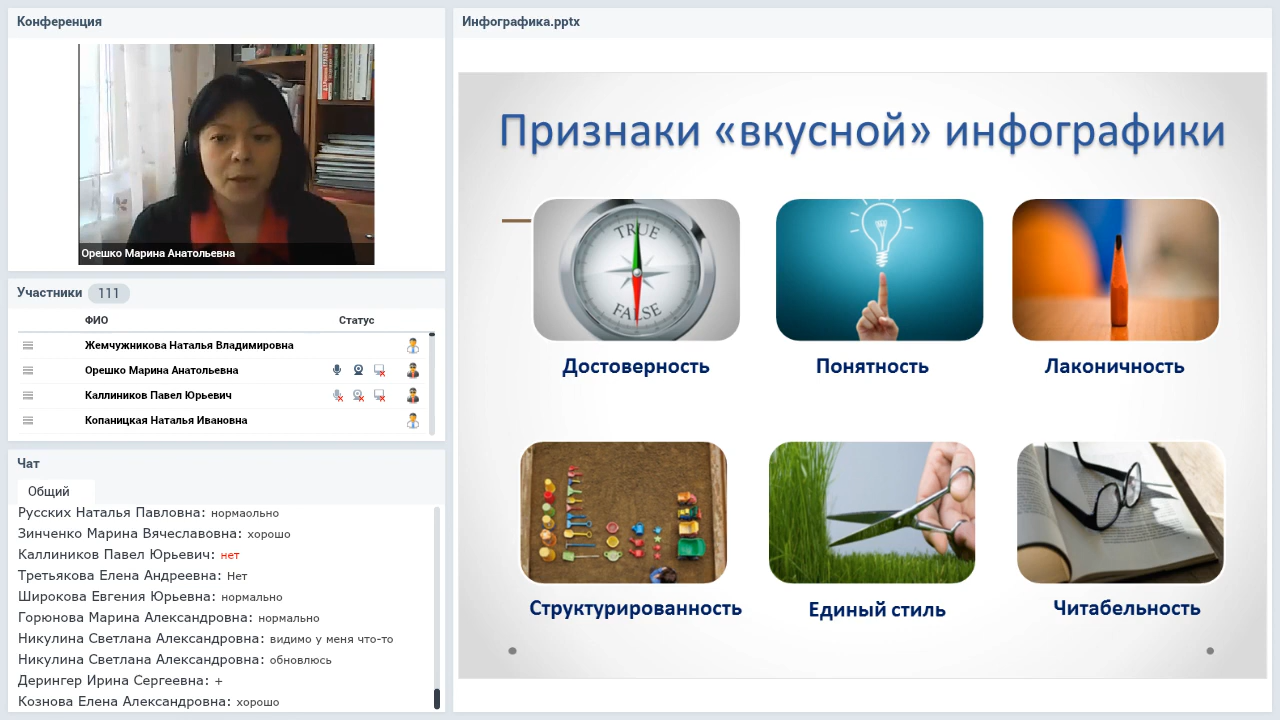 Конференция
Орешко Марина Анатольевна
Участники 111
ФИО Статус
Жемчужникова Наталья Владимировна
Орешко Марина Анатольевна
Каллиников Павел Юрьевич
Копаницкая Наталья Ивановна
Чат
Общий
Русских Наталья Павловна: нормаольно
Зинченко Марина Вячеславовна: хорошо
Каллиников Павел Юрьевич: нет
Третьякова Елена Андреевна: Нет
Широкова Евгения Юрьевна: нормально
Горюнова Марина Александровна: нормально
Никулина Светлана Александровна: видимо у меня что-то
Никулина Светлана Александровна: обновлюсь
Дерингер Ирина Сергеевна: +
Кознова Елена Александровна: хорошо
Инфографика.pptx
Признаки «вкусной» инфографики
TRUE
FALSE
Достоверность
Понятность
Лаконичность
Структурированность
Единый стиль
Читабельность